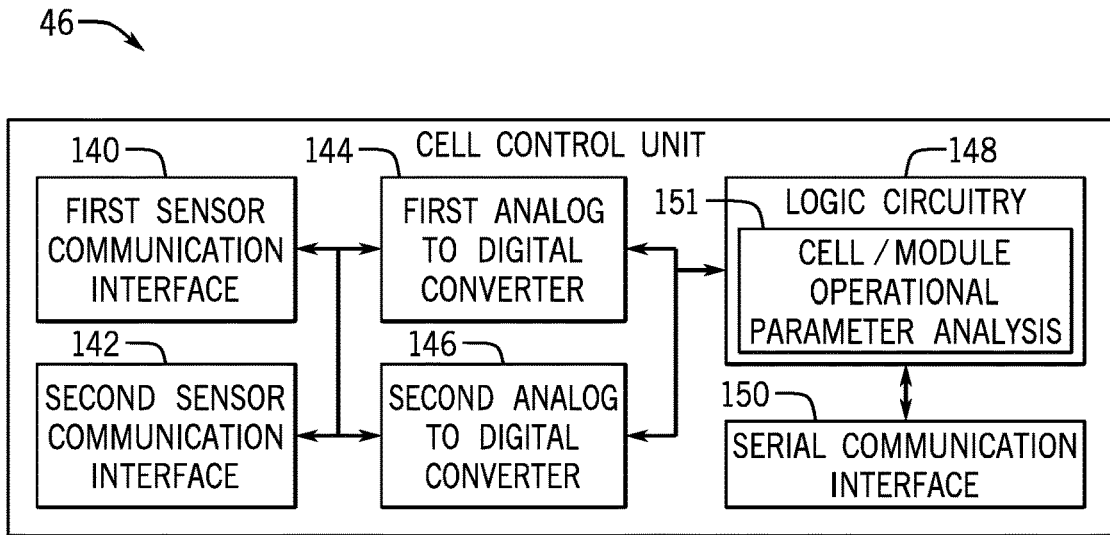 46
CELL CONTROL UNIT
140
FIRST SENSOR
COMMUNICATION
INTERFACE
144
FIRST ANALOG
TO DIGITAL
CONVERTER
148
LOGIC CIRCUITRY
151
CELL / MODULE
OPERATIONAL
PARAMETER ANALYSIS
142
SECOND SENSOR
COMMUNICATION
INTERFACE
146
SECOND ANALOG
TO DIGITAL
CONVERTER
150
SERIAL COMMUNICATION
INTERFACE